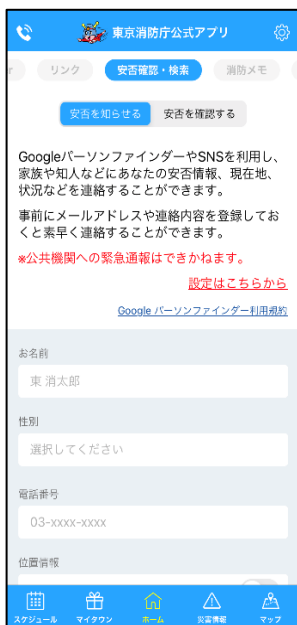 東京消防庁公式アプリ
r リンク 安否確認・検索 消防メモ
安否を知らせる 安否を確認する
GoogleパーソンファインダーやSNSを利用し、
家族や知人などにあなたの安否情報、現在地、
状況などを連絡することができます。
事前にメールアドレスや連絡内容を登録してお
くと素早く連絡することができます。
※公共機関への緊急通報はできかねます。
設定はこちらから
Google パーソンファインダー利用規約
お名前
東 消太郎
性別
選択してください
電話番号
03-xxxx-xxxx
位置情報
スケジュール マイタウン ホーム 災害情報 マップ